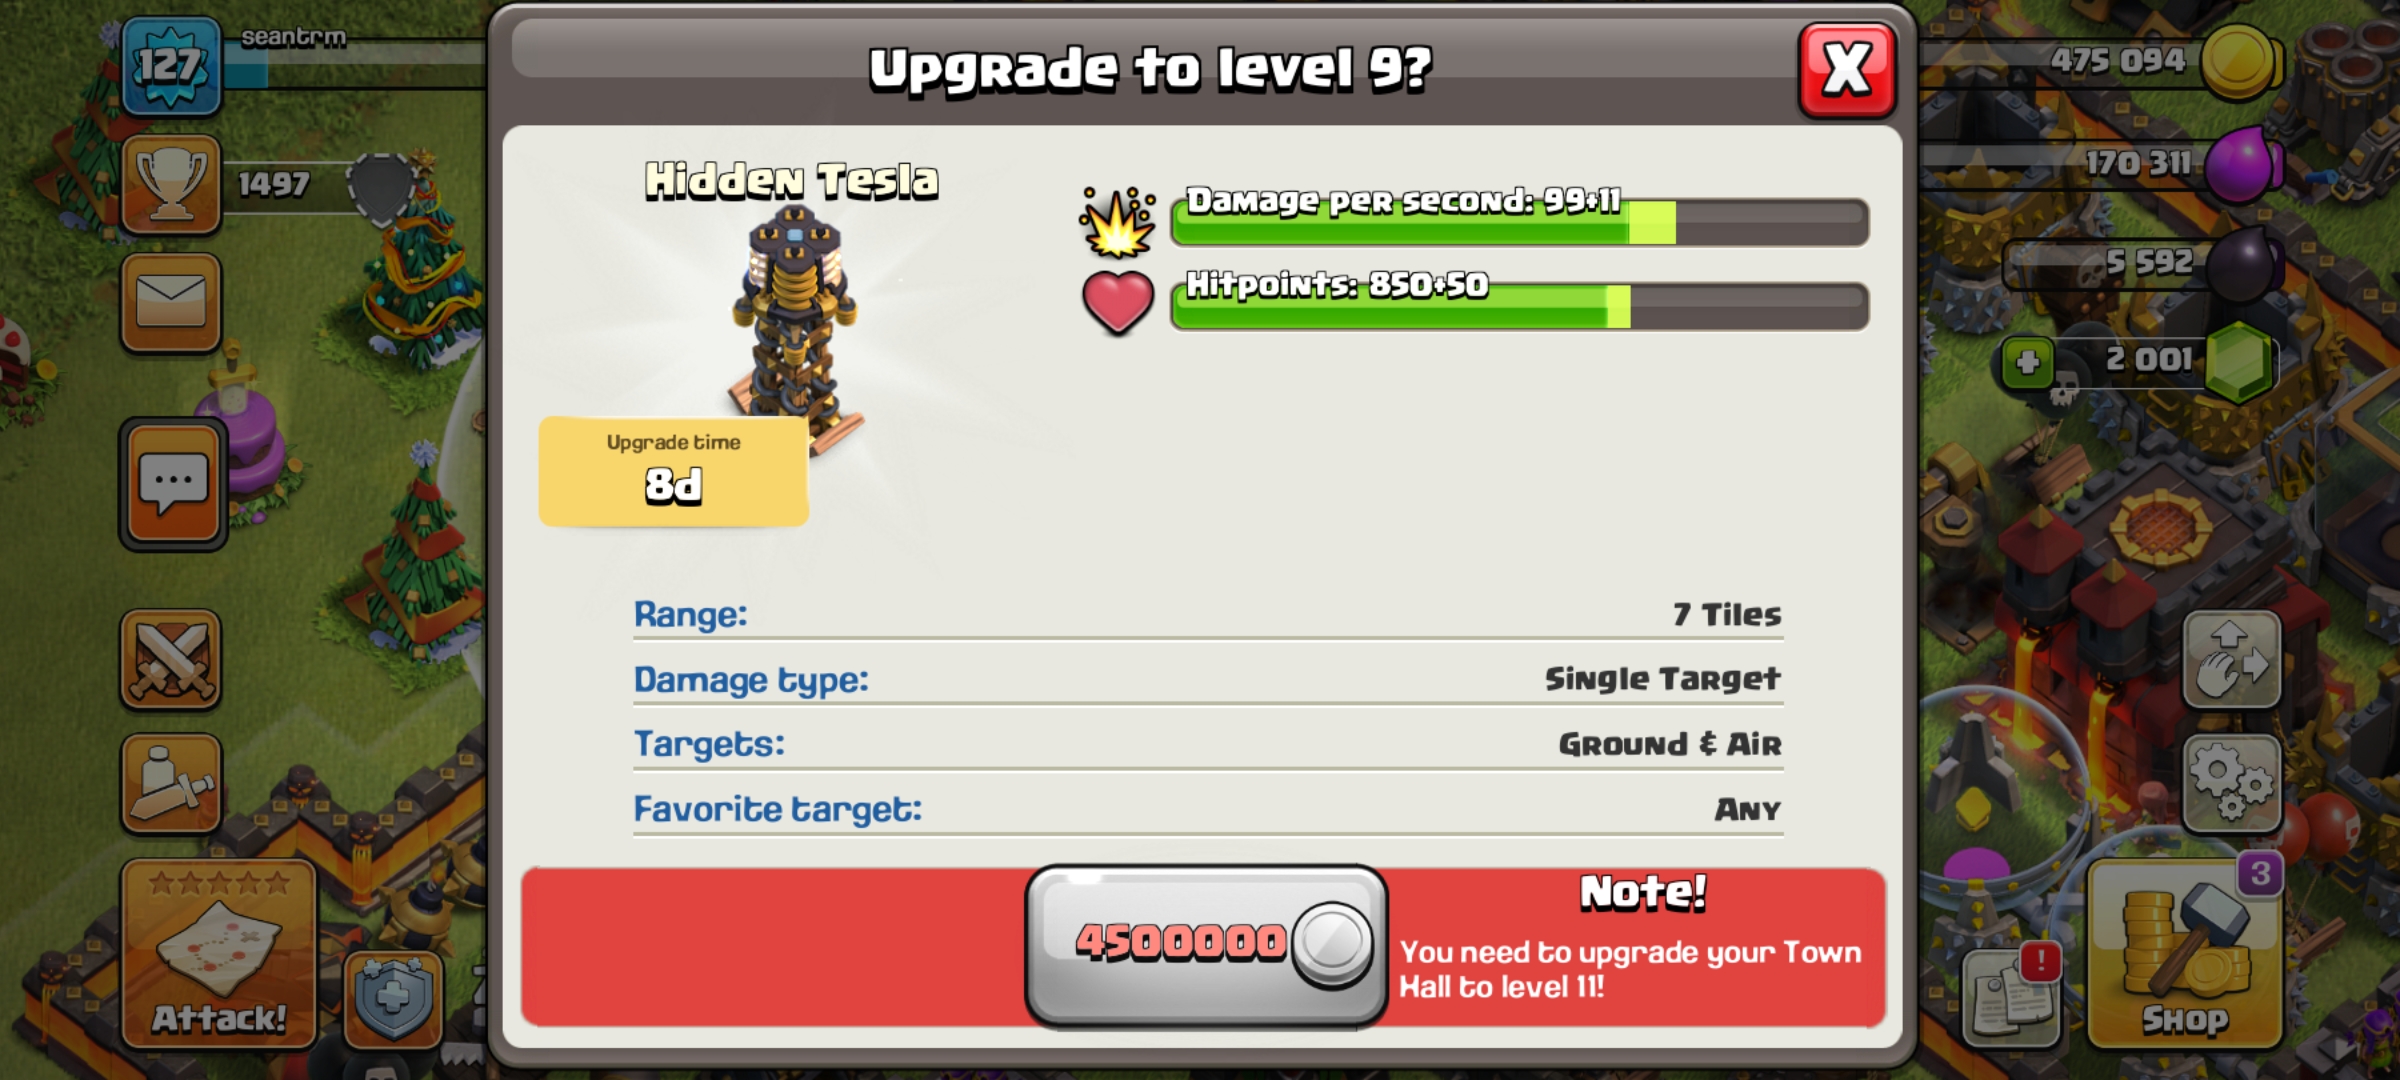 127
seantrm
1497
Attack!
Upgrade to level 9?
X
Hidden Tesla
Upgrade time
8d
Damage per second: 99+11
Hitpoints: 850+50
Range:
7 Tiles
Damage type:
Single Target
Targets:
Ground & Air
Favorite target:
Any
4500000
Note!
You need to upgrade your Town
Hall to level 11!
475 094
170 311
5 592
2 001
3
!
Shop